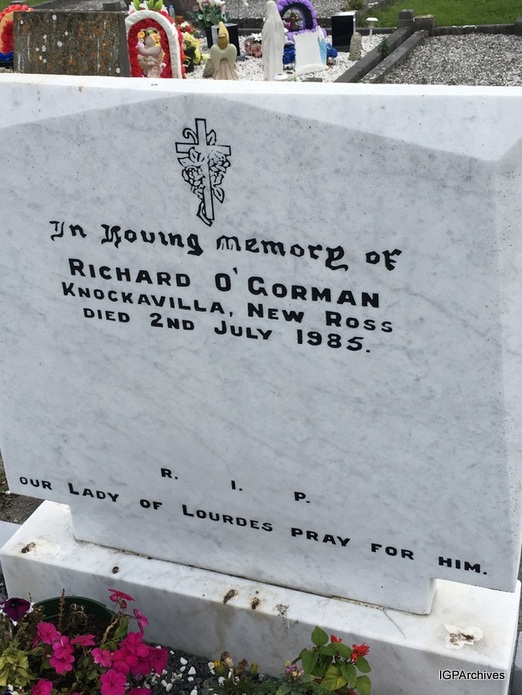 In Loving memory of
RICHARD O'GORMAN
KNOCKAVILLA, NEW ROSS
DIED 2ND JULY 1985.
R. I. P.
OUR LADY OF LOURDES PRAY FOR HIM.
IGPArchives